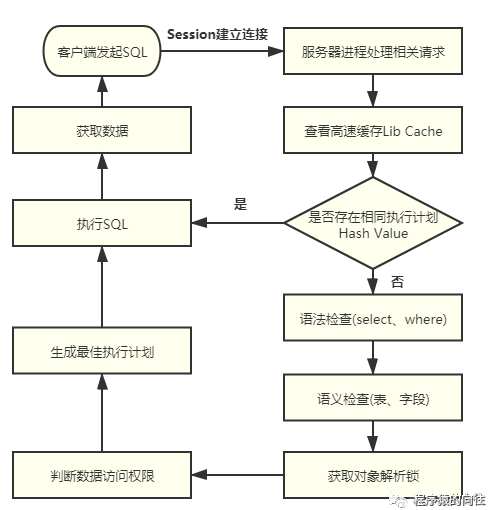 客户端发起SQL
Session建立连接
服务器进程处理相关请求
查看高速缓存Lib Cache
是否存在相同执行计划
Hash Value
是
否
语法检查(select、where)
语义检查(表、字段)
获取对象解析锁
判断数据访问权限
生成最佳执行计划
执行SQL
获取数据
程序猿的向往